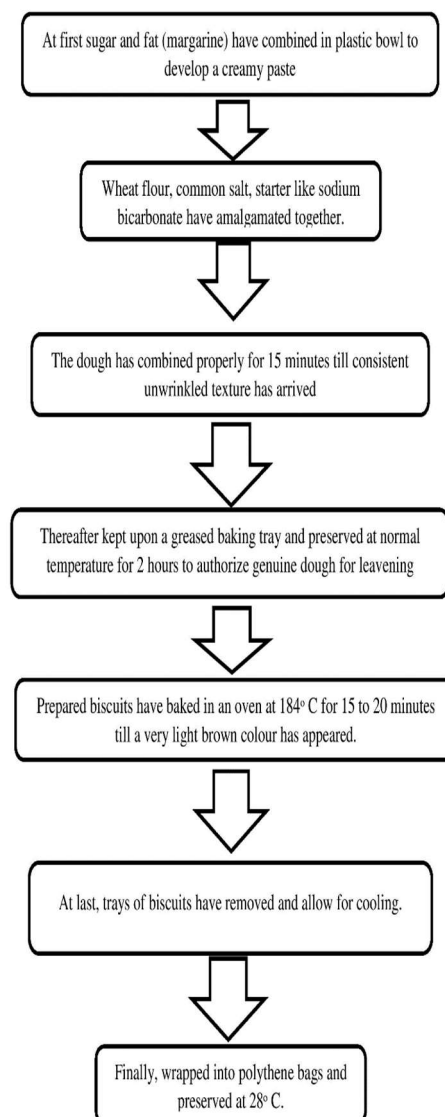 At first sugar and fat (margarine) have combined in plastic bowl to
develop a creamy paste
Wheat flour, common salt, starter like sodium
bicarbonate have amalgamated together.
The dough has combined properly for 15 minutes till consistent
unwrinkled texture has arrived
Thereafter kept upon a greased baking tray and preserved at normal
temperature for 2 hours to authorize genuine dough for leavening
Prepared biscuits have baked in an oven at 184° C for 15 to 20 minutes
till a very light brown colour has appeared.
At last, trays of biscuits have removed and allow for cooling.
Finally, wrapped into polythene bags and
preserved at 28° C.